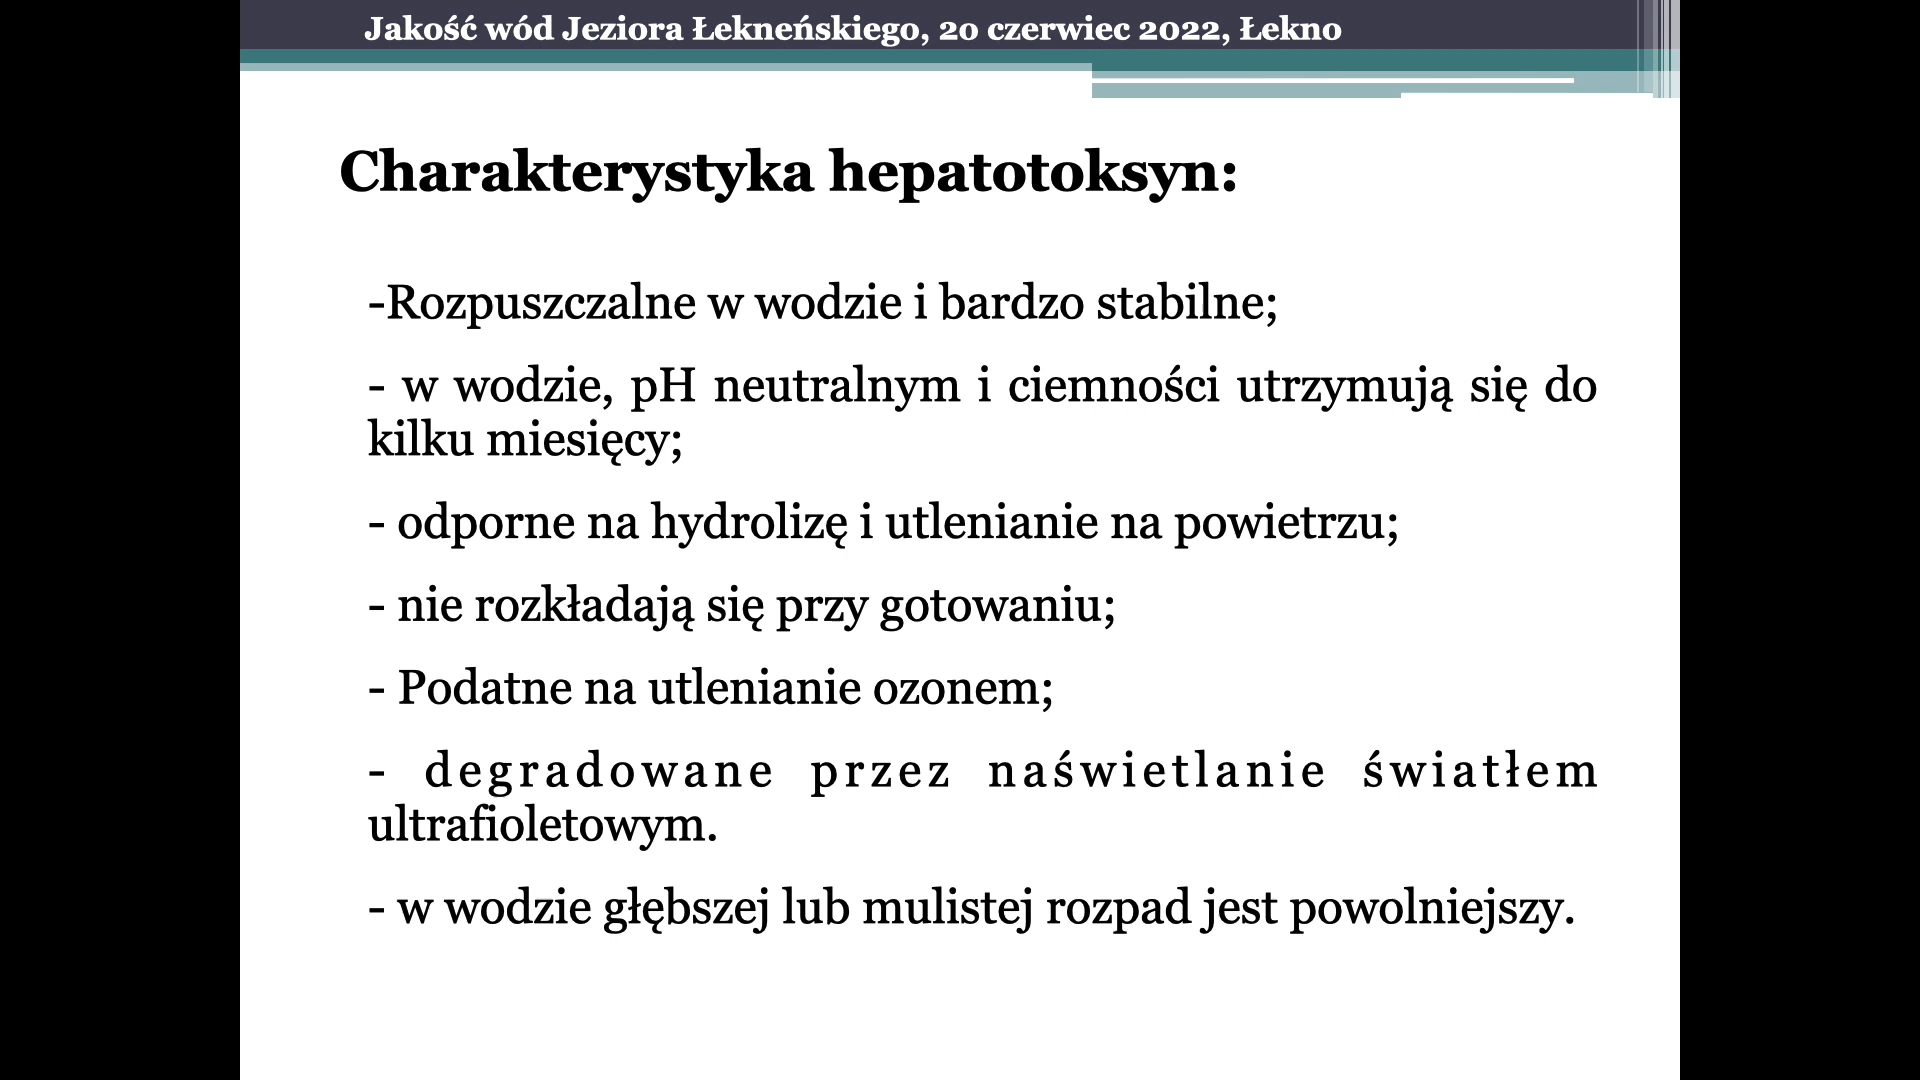 Jakość wód Jeziora Łekneńskiego, 20 czerwiec 2022, Łekno
Charakterystyka hepatotoksyn:
-Rozpuszczalne w wodzie i bardzo stabilne;
- w wodzie, pH neutralnym i ciemności utrzymują się do
kilku miesięcy;
- odporne na hydrolizę i utlenianie na powietrzu;
- nie rozkładają się przy gotowaniu;
- Podatne na utlenianie ozonem;
- degradowane przez naświetlanie światłem
ultrafioletowym.
- w wodzie głębszej lub mulistej rozpad jest powolniejszy.